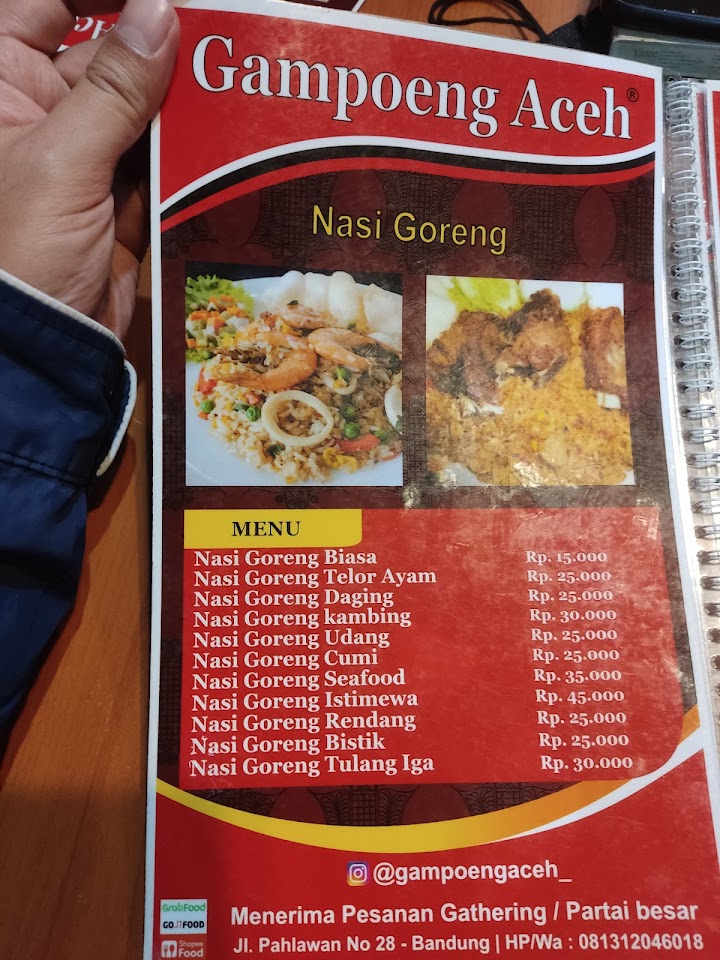 Gampoeng Aceh®
Nasi Goreng
MENU
Nasi Goreng Biasa Rp. 15.000
Nasi Goreng Telor Ayam Rp. 25.000
Nasi Goreng Daging Rp. 25.000
Nasi Goreng kambing Rp. 30.000
Nasi Goreng Udang Rp. 25.000
Nasi Goreng Cumi Rp. 25.000
Nasi Goreng Seafood Rp. 35.000
Nasi Goreng Istimewa Rp. 45.000
Nasi Goreng Rendang Rp. 25.000
Nasi Goreng Bistik Rp. 25.000
Nasi Goreng Tulang Iga Rp. 30.000
@gampoengaceh_
GrabFood
GOFOOD
Shopee Food
Menerima Pesanan Gathering / Partai besar
Jl. Pahlawan No 28 - Bandung | HP/Wa : 081312046018